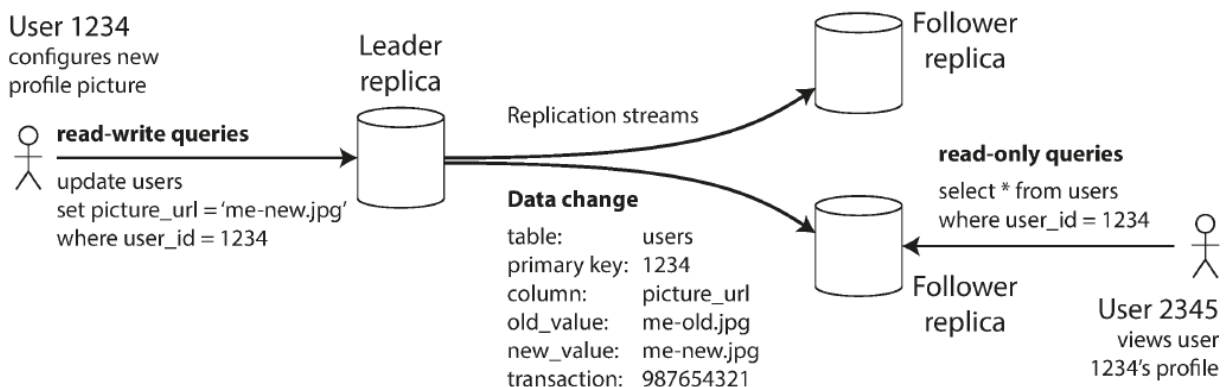 User 1234
configures new
profile picture
read-write queries
update users
set picture_url = ‘me-new.jpg’
where user_id = 1234
Leader
replica
Replication streams
Data change
table: users
primary key: 1234
column: picture_url
old_value: me-old.jpg
new_value: me-new.jpg
transaction: 987654321
Follower
replica
read-only queries
select * from users
where user_id = 1234
Follower
replica
User 2345
views user
1234’s profile